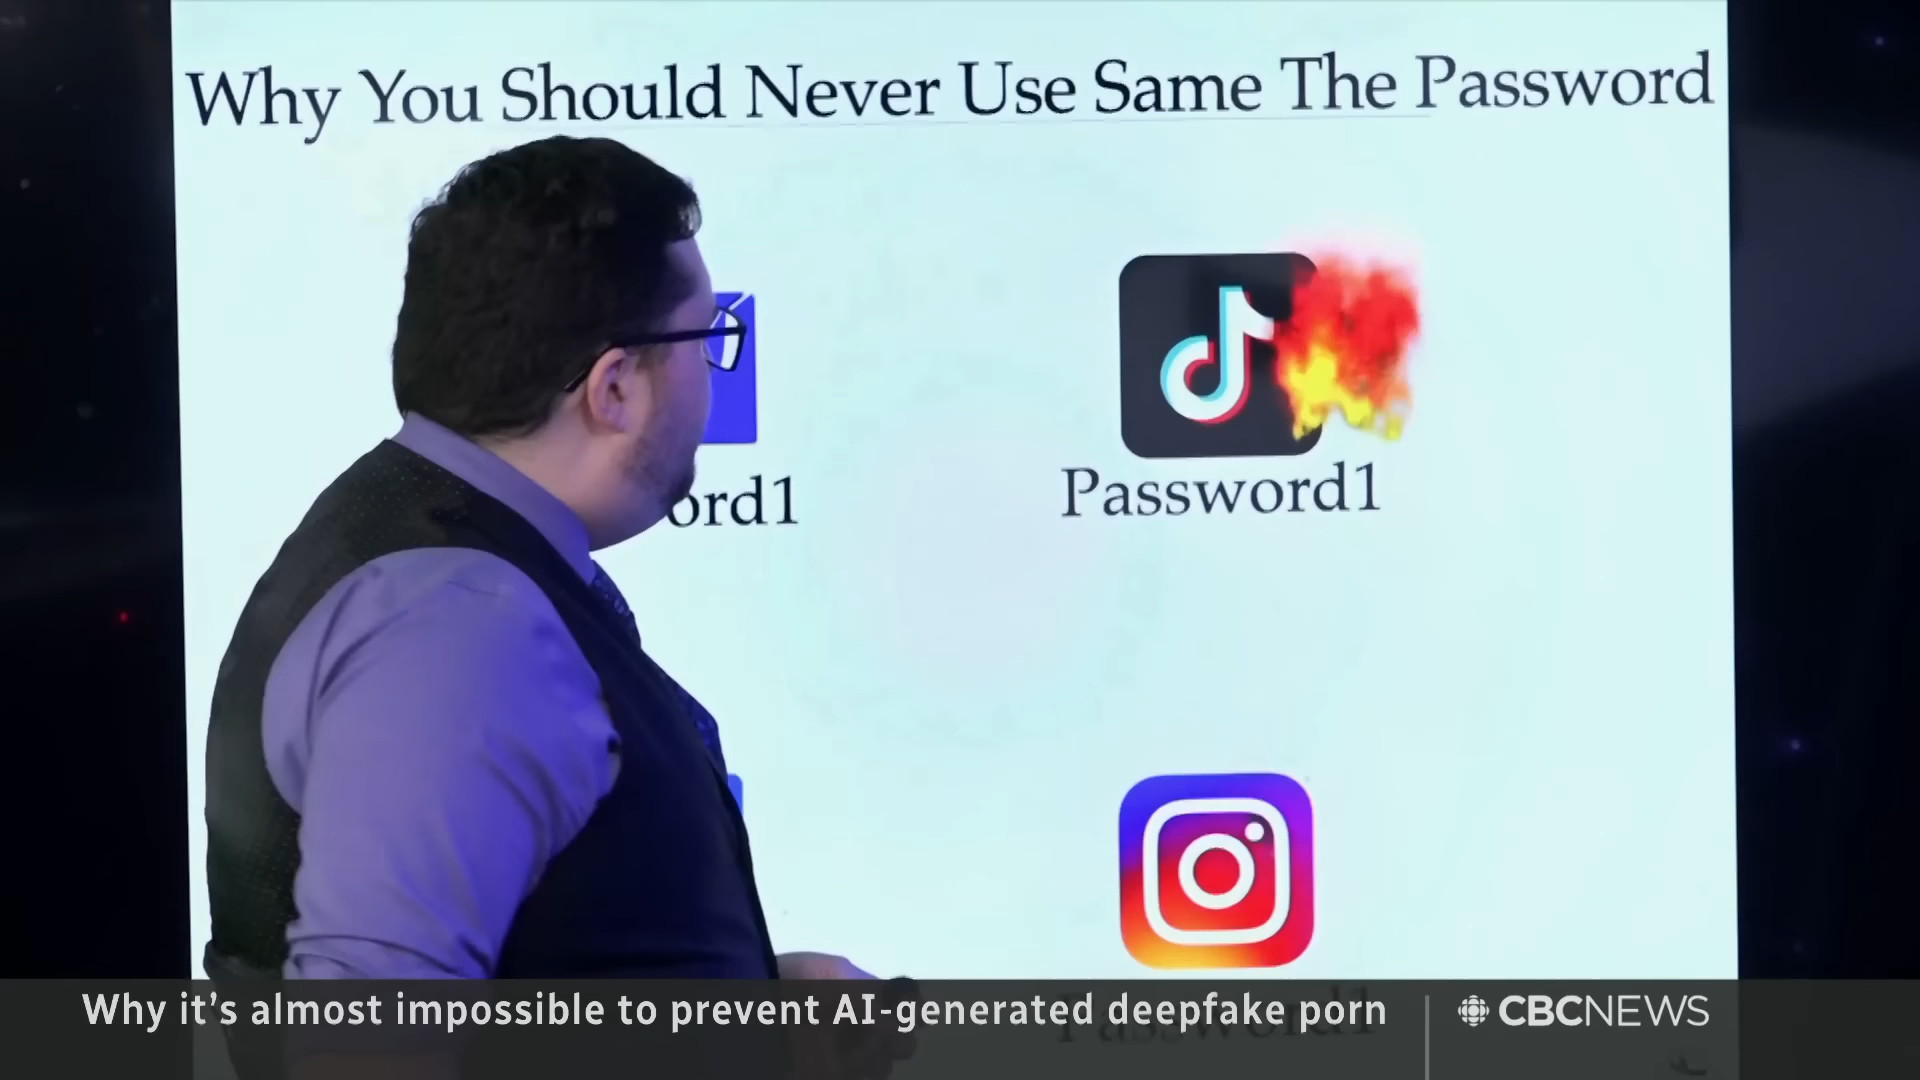 Why You Should Never Use Same The Password
ord1
Password1
Password1
Why it's almost impossible to prevent AI-generated deepfake porn
CBCNEWS